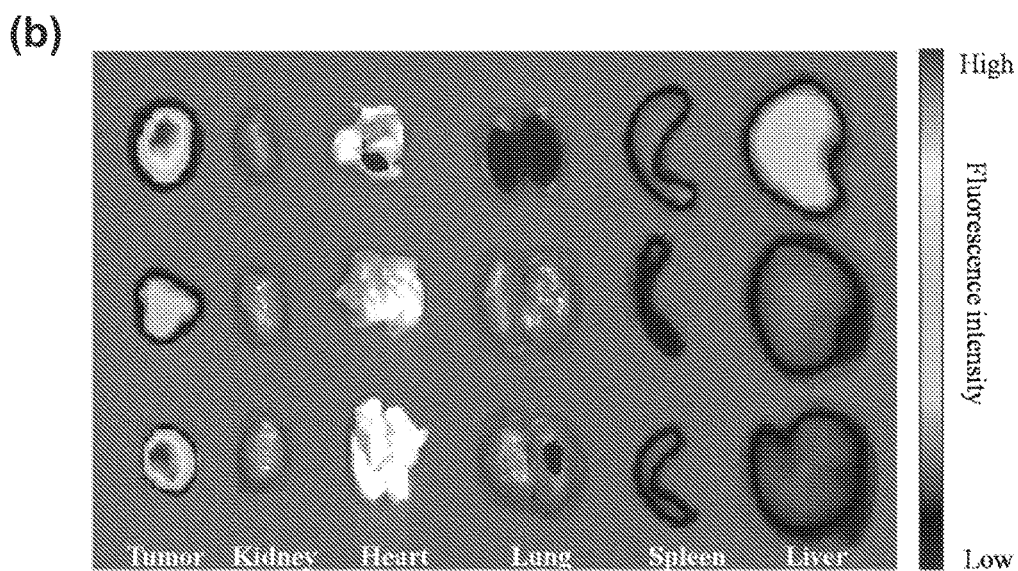 (b)
High
Fluorescence intensity
Low
Tumor Kidney Heart Lung Spleen Liver